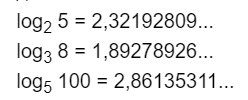 log₂ 5 = 2,32192809...
log₃ 8 = 1,89278926...
log₅ 100 = 2,86135311...